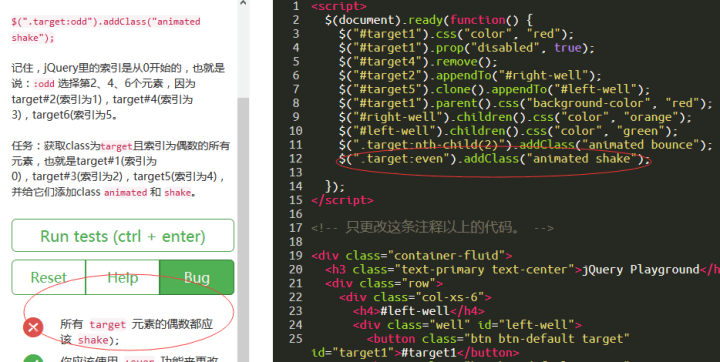 $(".target:odd").addClass("animated
shake");
记住，jQuery里的索引是从0开始的，也就是
说：:odd 选择第2、4、6个元素，因为
target#2(索引为1)，target#4(索引为
3)，target6(索引为5。
任务：获取class为target且索引为偶数的所有
元素，也就是target#1(索引为
0)，target#3(索引为2)，target5(索引为4)，
并给它们添加class animated 和 shake。
Run tests (ctrl + enter)
Reset
Help
Bug
所有 target 元素的偶数都应
该 shake);
你应该使用 :even 功能来更改
1 <script>
2 $(document).ready(function() {
3 $("#target1").css("color", "red");
4 $("#target1").prop("disabled", true);
5 $("#target4").remove();
6 $("#target2").appendTo("#right-well");
7 $("#target5").clone().appendTo("#left-well");
8 $("#target1").parent().css("background-color", "red");
9 $("#right-well").children().css("color", "orange");
10 $("#left-well").children().css("color", "green");
11 $(".target:nth-child(2)").addClass("animated bounce");
12 $(".target:even").addClass("animated shake");
13
14 });
15 </script>
16
17 <!-- 只更改这条注释以上的代码。 -->
18
19 <div class="container-fluid">
20 <h3 class="text-primary text-center">jQuery Playground</h
21 <div class="row">
22 <div class="col-xs-6">
23 <h4>#left-well</h4>
24 <div class="well" id="left-well">
25 <button class="btn btn-default target"
id="target1">#target1</button>